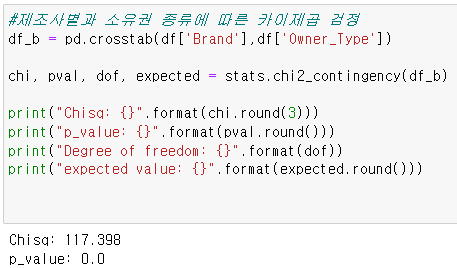 #제조사별과 소유권 종류에 따른 카이제곱 검정
df_b = pd.crosstab(df['Brand'],df['Owner_Type'])
chi, pval, dof, expected = stats.chi2_contingency(df_b)
print("Chisq: {}".format(chi.round(3)))
print("p_value: {}".format(pval.round()))
print("Degree of freedom: {}".format(dof))
print("expected value: {}".format(expected.round()))
Chisq: 117.398
p_value: 0.0